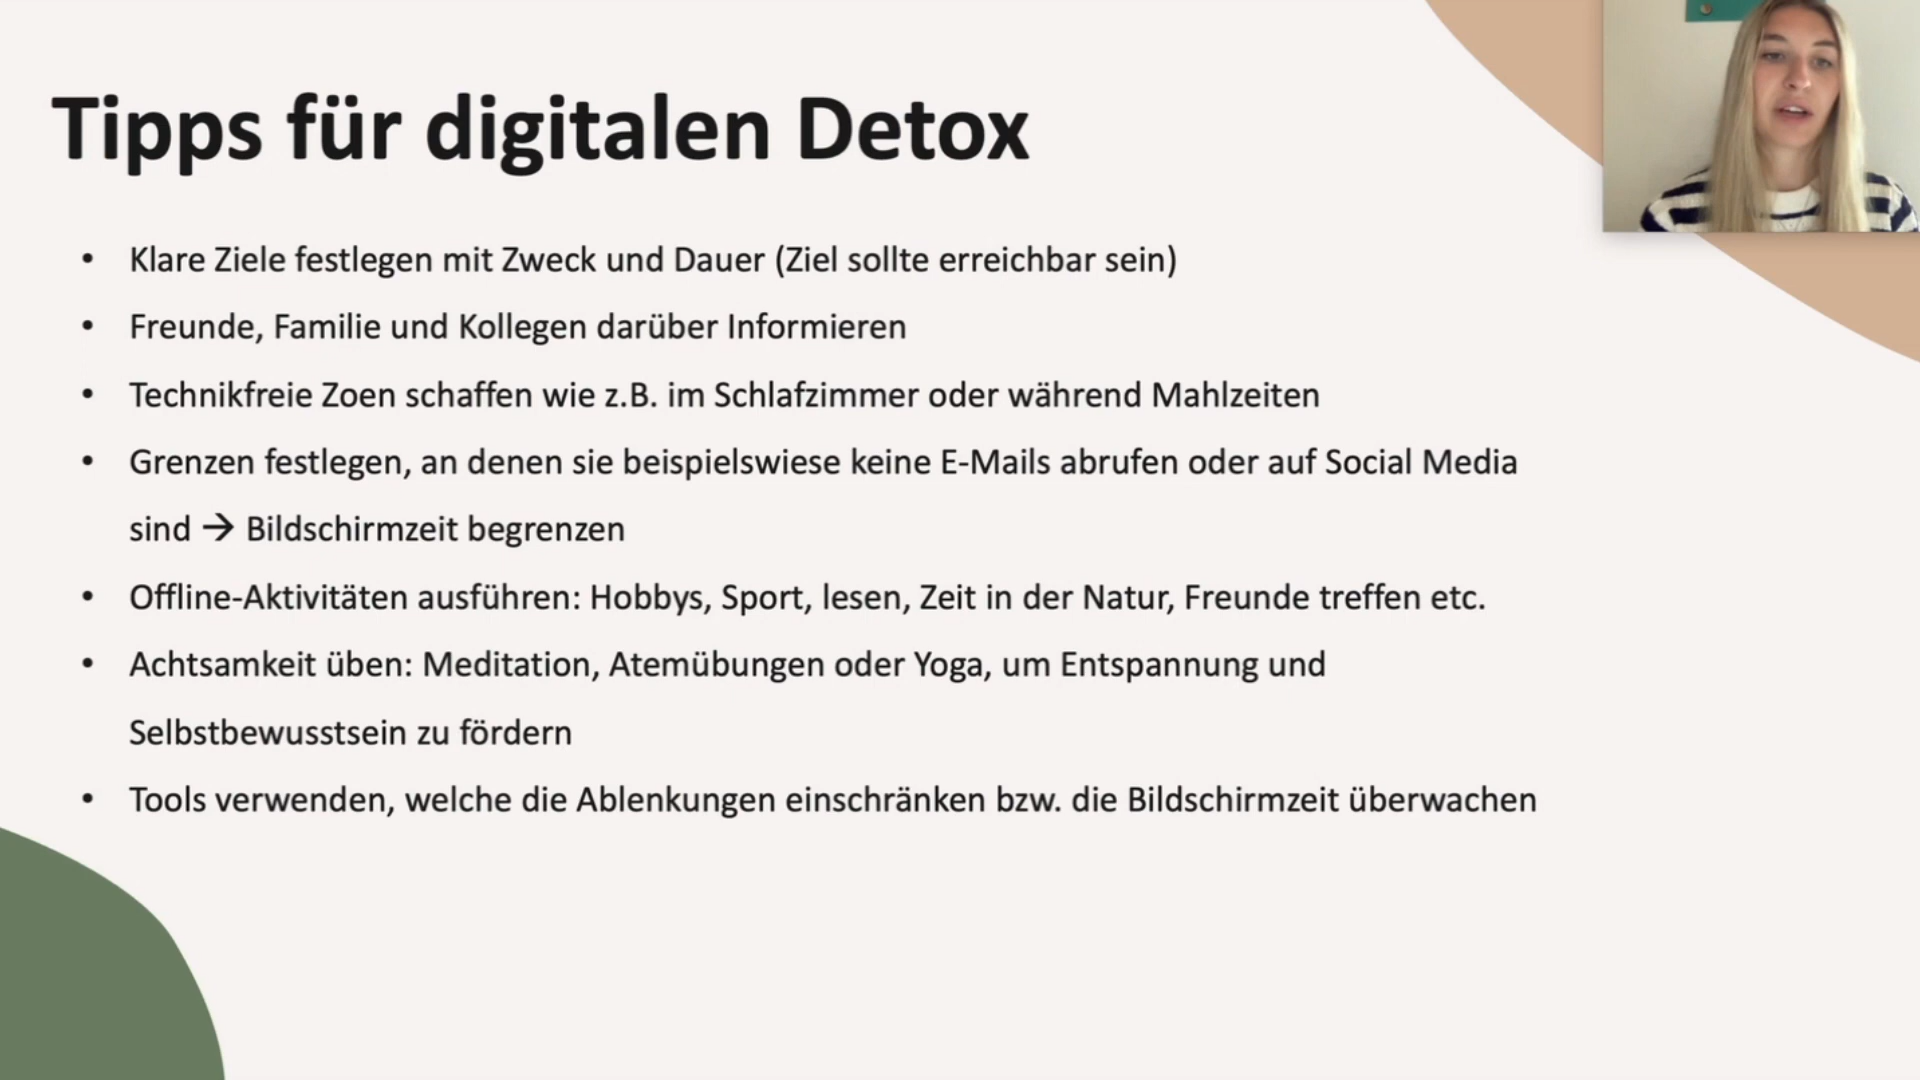 Tipps für digitalen Detox
• Klare Ziele festlegen mit Zweck und Dauer (Ziel sollte erreichbar sein)
• Freunde, Familie und Kollegen darüber Informieren
• Technikfreie Zoen schaffen wie z.B. im Schlafzimmer oder während Mahlzeiten
• Grenzen festlegen, an denen sie beispielswiese keine E-Mails abrufen oder auf Social Media
sind → Bildschirmzeit begrenzen
• Offline-Aktivitäten ausführen: Hobbys, Sport, lesen, Zeit in der Natur, Freunde treffen etc.
• Achtsamkeit üben: Meditation, Atemübungen oder Yoga, um Entspannung und
Selbstbewusstsein zu fördern
• Tools verwenden, welche die Ablenkungen einschränken bzw. die Bildschirmzeit überwachen